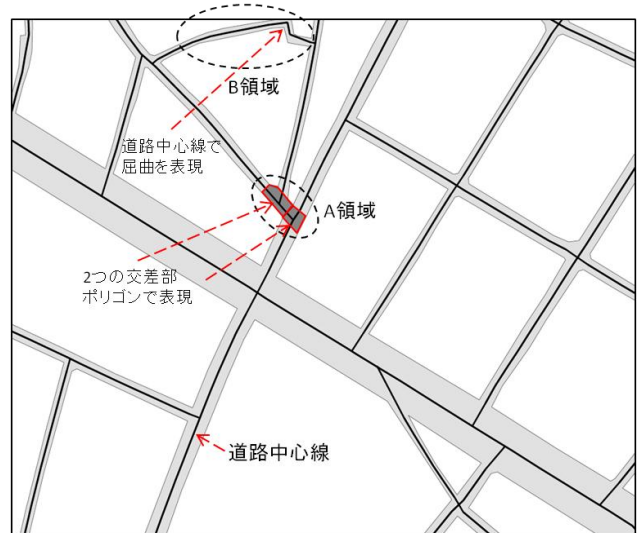 B領域
道路中心線で
屈曲を表現
A領域
2つの交差部
ポリゴンで表現
道路中心線